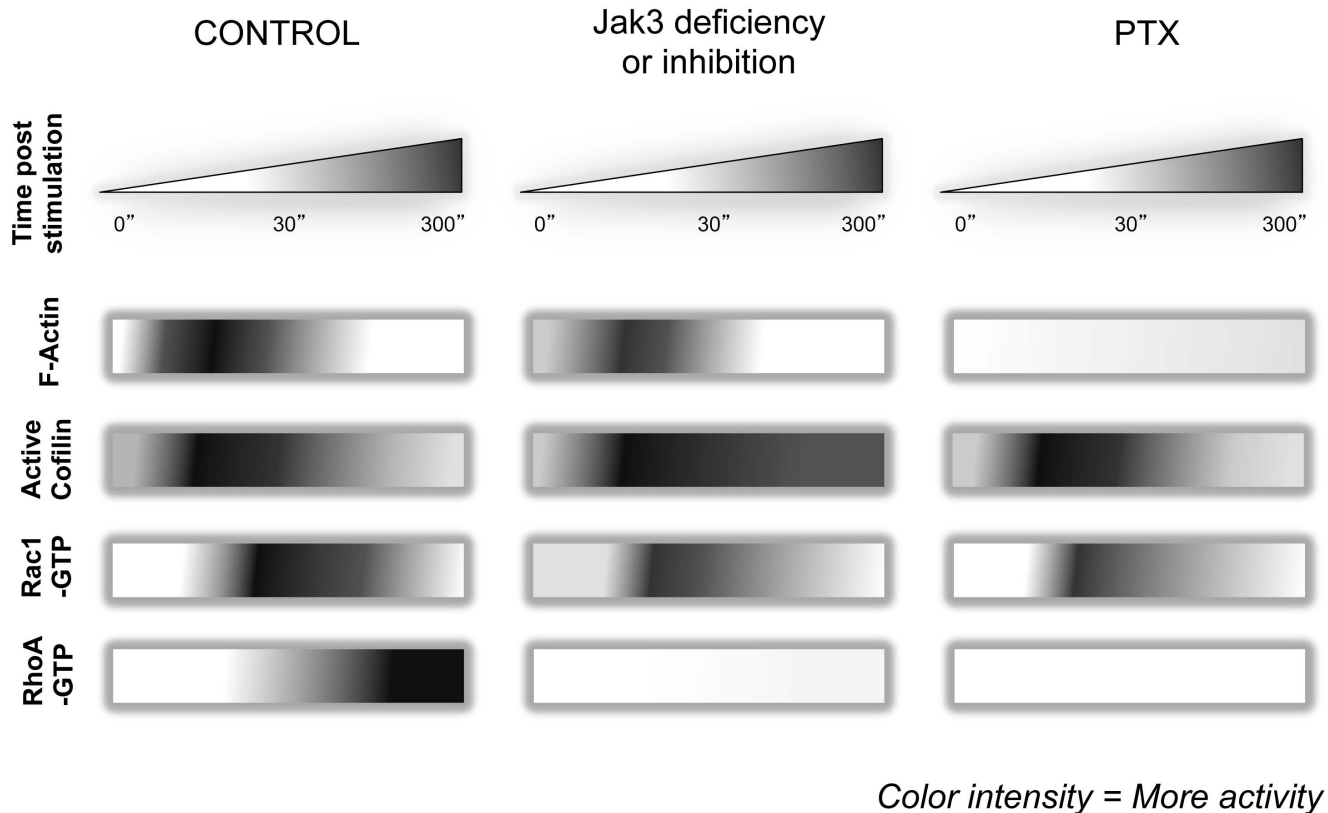 CONTROL
Jak3 deficiency
or inhibition
PTX
Time post
stimulation
0” 30” 300”
0” 30” 300”
0” 30” 300”
F-Actin
Active
Cofilin
Rac1
-GTP
RhoA
-GTP
Color intensity = More activity